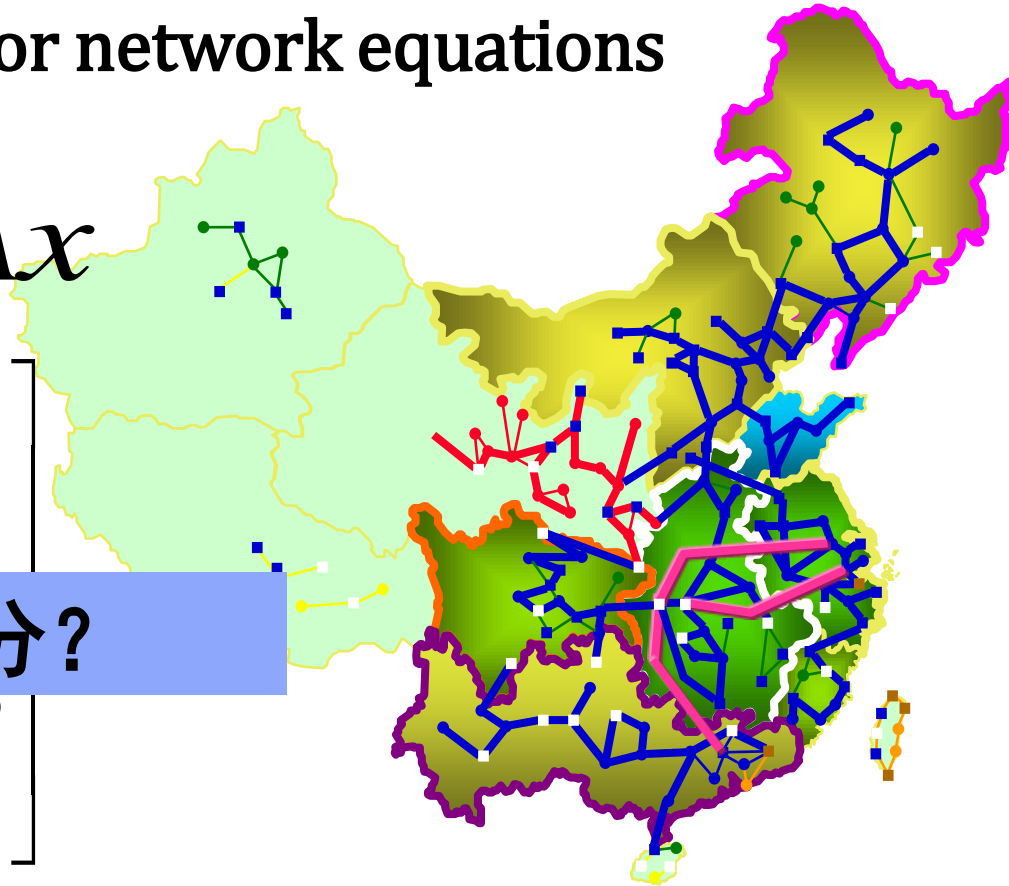 or network equations
x
分？